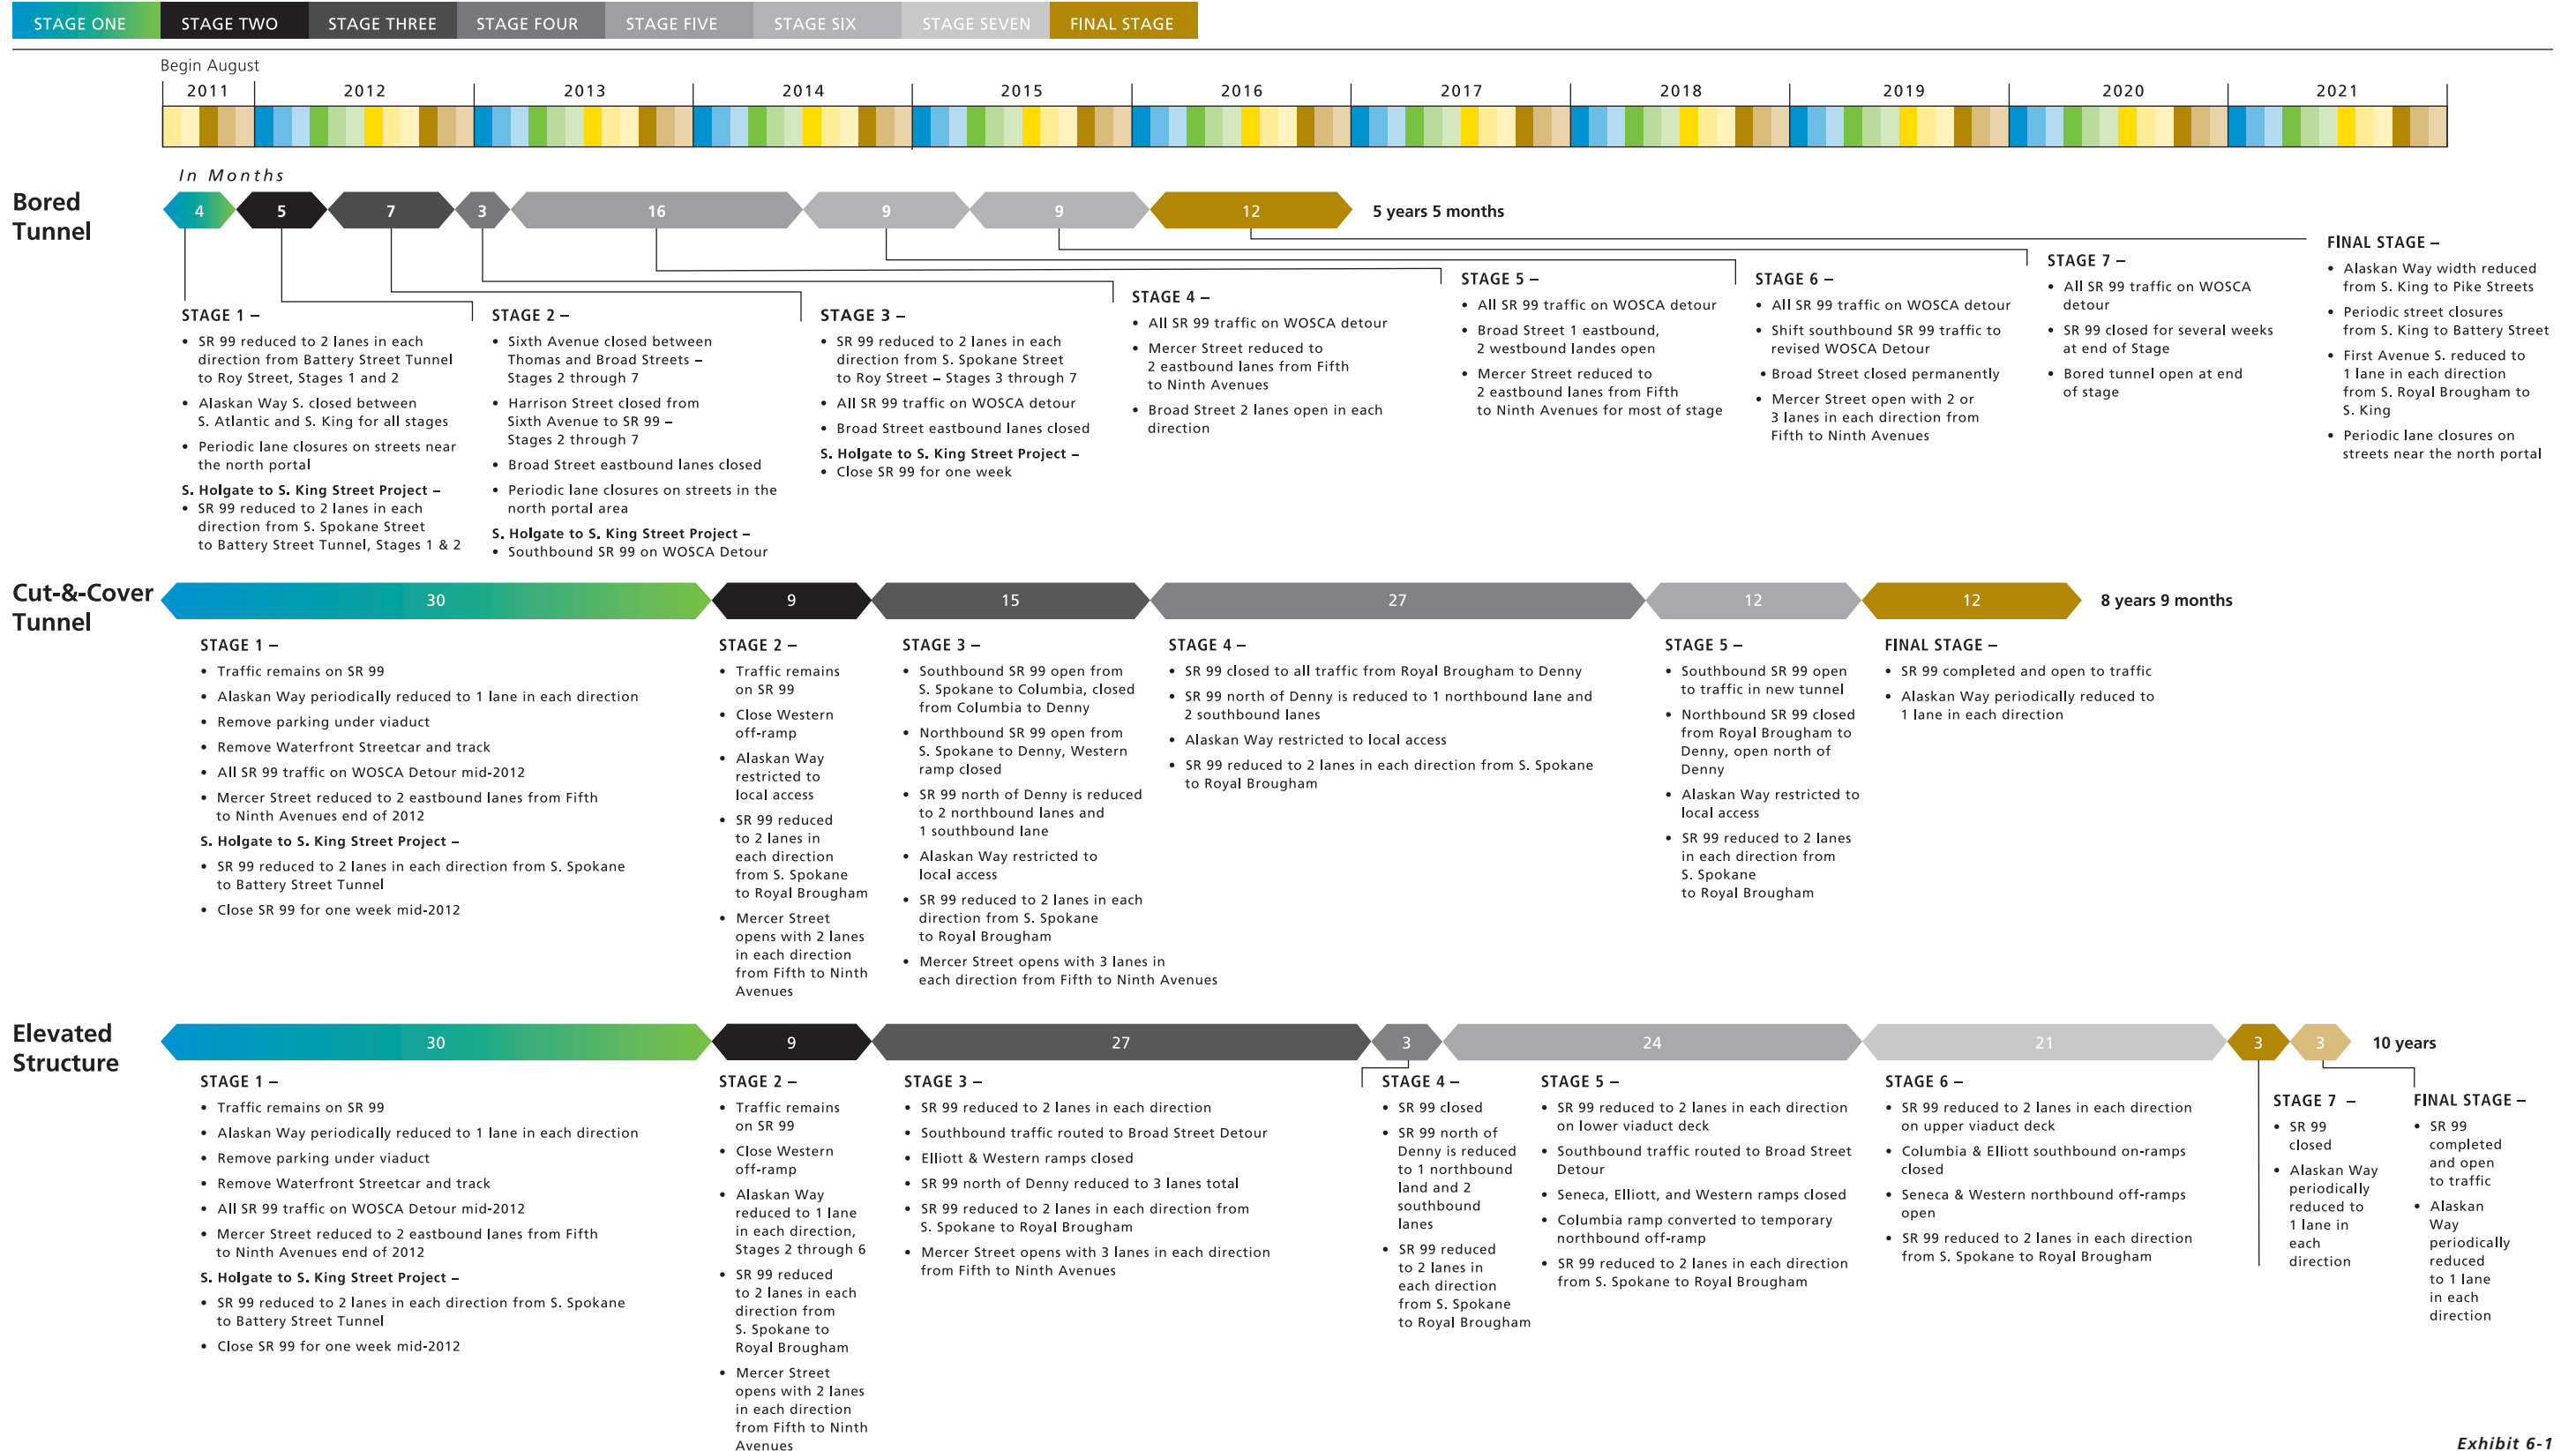 STAGE ONE
STAGE TWO
STAGE THREE
STAGE FOUR
STAGE FIVE
STAGE SIX
STAGE SEVEN
FINAL STAGE
Begin August
2011
2012
2013
2014
2015
2016
2017
2018
2019
2020
2021
In Months
Bored
Tunnel
4
5
7
3
16
9
9
12
5 years 5 months
STAGE 1 –
• SR 99 reduced to 2 lanes in each
direction from Battery Street Tunnel
to Roy Street, Stages 1 and 2
• Alaskan Way S. closed between
S. Atlantic and S. King for all stages
• Periodic lane closures on streets near
the north portal
S. Holgate to S. King Street Project –
• SR 99 reduced to 2 lanes in each
direction from S. Spokane Street
to Battery Street Tunnel, Stages 1 & 2
STAGE 2 –
• Sixth Avenue closed between
Thomas and Broad Streets –
Stages 2 through 7
• Harrison Street closed from
Sixth Avenue to SR 99 –
Stages 2 through 7
• Broad Street eastbound lanes closed
• Periodic lane closures on streets in the
north portal area
S. Holgate to S. King Street Project –
• Southbound SR 99 on WOSCA Detour
STAGE 3 –
• SR 99 reduced to 2 lanes in each
direction from S. Spokane Street
to Roy Street – Stages 3 through 7
• All SR 99 traffic on WOSCA detour
• Broad Street eastbound lanes closed
S. Holgate to S. King Street Project –
• Close SR 99 for one week
STAGE 4 –
• All SR 99 traffic on WOSCA detour
• Mercer Street reduced to
2 eastbound lanes from Fifth
to Ninth Avenues
• Broad Street 2 lanes open in each
direction
STAGE 5 –
• All SR 99 traffic on WOSCA detour
• Broad Street 1 eastbound,
2 westbound landes open
• Mercer Street reduced to
2 eastbound lanes from Fifth
to Ninth Avenues for most of stage
STAGE 6 –
• All SR 99 traffic on WOSCA detour
• Shift southbound SR 99 traffic to
revised WOSCA Detour
• Broad Street closed permanently
• Mercer Street open with 2 or
3 lanes in each direction from
Fifth to Ninth Avenues
STAGE 7 –
• All SR 99 traffic on WOSCA
detour
• SR 99 closed for several weeks
at end of Stage
• Bored tunnel open at end
of stage
FINAL STAGE –
• Alaskan Way width reduced
from S. King to Pike Streets
• Periodic street closures
from S. King to Battery Street
• First Avenue S. reduced to
1 lane in each direction
from S. Royal Brougham to
S. King
• Periodic lane closures on
streets near the north portal
Cut-&-Cover
Tunnel
30
9
15
27
12
12
8 years 9 months
STAGE 1 –
• Traffic remains on SR 99
• Alaskan Way periodically reduced to 1 lane in each direction
• Remove parking under viaduct
• Remove Waterfront Streetcar and track
• All SR 99 traffic on WOSCA Detour mid-2012
• Mercer Street reduced to 2 eastbound lanes from Fifth
to Ninth Avenues end of 2012
S. Holgate to S. King Street Project –
• SR 99 reduced to 2 lanes in each direction from S. Spokane
to Battery Street Tunnel
• Close SR 99 for one week mid-2012
STAGE 2 –
• Traffic remains
on SR 99
• Close Western
off-ramp
• Alaskan Way
restricted to
local access
• SR 99 reduced
to 2 lanes in
each direction
from S. Spokane
to Royal Brougham
• Mercer Street
opens with 2 lanes
in each direction
from Fifth to Ninth
Avenues
STAGE 3 –
• Southbound SR 99 open from
S. Spokane to Columbia, closed
from Columbia to Denny
• Northbound SR 99 open from
S. Spokane to Denny, Western
ramp closed
• SR 99 north of Denny is reduced
to 2 northbound lanes and
1 southbound lane
• Alaskan Way restricted to
local access
• SR 99 reduced to 2 lanes in each
direction from S. Spokane
to Royal Brougham
• Mercer Street opens with 3 lanes in
each direction from Fifth to Ninth Avenues
STAGE 4 –
• SR 99 closed to all traffic from Royal Brougham to Denny
• SR 99 north of Denny is reduced to 1 northbound lane and
2 southbound lanes
• Alaskan Way restricted to local access
• SR 99 reduced to 2 lanes in each direction from S. Spokane
to Royal Brougham
STAGE 5 –
• Southbound SR 99 open
to traffic in new tunnel
• Northbound SR 99 closed
from Royal Brougham to
Denny, open north of
Denny
• Alaskan Way restricted to
local access
• SR 99 reduced to 2 lanes
in each direction from
S. Spokane
to Royal Brougham
FINAL STAGE –
• SR 99 completed and open to traffic
• Alaskan Way periodically reduced to
1 lane in each direction
Elevated
Structure
30
9
27
3
24
21
3
3
10 years
STAGE 1 –
• Traffic remains on SR 99
• Alaskan Way periodically reduced to 1 lane in each direction
• Remove parking under viaduct
• Remove Waterfront Streetcar and track
• All SR 99 traffic on WOSCA Detour mid-2012
• Mercer Street reduced to 2 eastbound lanes from Fifth
to Ninth Avenues end of 2012
S. Holgate to S. King Street Project –
• SR 99 reduced to 2 lanes in each direction from S. Spokane
to Battery Street Tunnel
• Close SR 99 for one week mid-2012
STAGE 2 –
• Traffic remains
on SR 99
• Close Western
off-ramp
• Alaskan Way
reduced to 1 lane
in each direction,
Stages 2 through 6
• SR 99 reduced
to 2 lanes in each
direction from
S. Spokane to
Royal Brougham
• Mercer Street
opens with 2 lanes
in each direction
from Fifth to Ninth
Avenues
STAGE 3 –
• SR 99 reduced to 2 lanes in each direction
• Southbound traffic routed to Broad Street Detour
• Elliott & Western ramps closed
• SR 99 north of Denny reduced to 3 lanes total
• SR 99 reduced to 2 lanes in each direction from
S. Spokane to Royal Brougham
• Mercer Street opens with 3 lanes in each direction
from Fifth to Ninth Avenues
STAGE 4 –
• SR 99 closed
• SR 99 north of
Denny is reduced
to 1 northbound
land and 2
southbound
lanes
• SR 99 reduced
to 2 lanes in
each direction
from S. Spokane
to Royal Brougham
STAGE 5 –
• SR 99 reduced to 2 lanes in each direction
on lower viaduct deck
• Southbound traffic routed to Broad Street
Detour
• Seneca, Elliott, and Western ramps closed
• Columbia ramp converted to temporary
northbound off-ramp
• SR 99 reduced to 2 lanes in each direction
from S. Spokane to Royal Brougham
STAGE 6 –
• SR 99 reduced to 2 lanes in each direction
on upper viaduct deck
• Columbia & Elliott southbound on-ramps
closed
• Seneca & Western northbound off-ramps
open
• SR 99 reduced to 2 lanes in each direction
from S. Spokane to Royal Brougham
STAGE 7 –
• SR 99
closed
• Alaskan Way
periodically
reduced to
1 lane in
each
direction
FINAL STAGE –
• SR 99
completed
and open
to traffic
• Alaskan
Way
periodically
reduced
to 1 lane
in each
direction
Exhibit 6-1